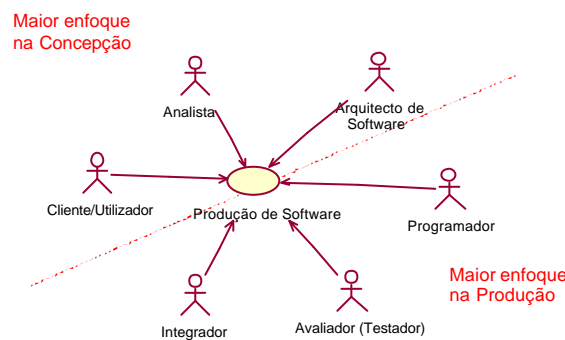 Maior enfoque
na Concepção
Analista
Arquitecto de
Software
Cliente/Utilizador
Produção de Software
Programador
Maior enfoque
na Produção
Integrador
Avaliador (Testador)